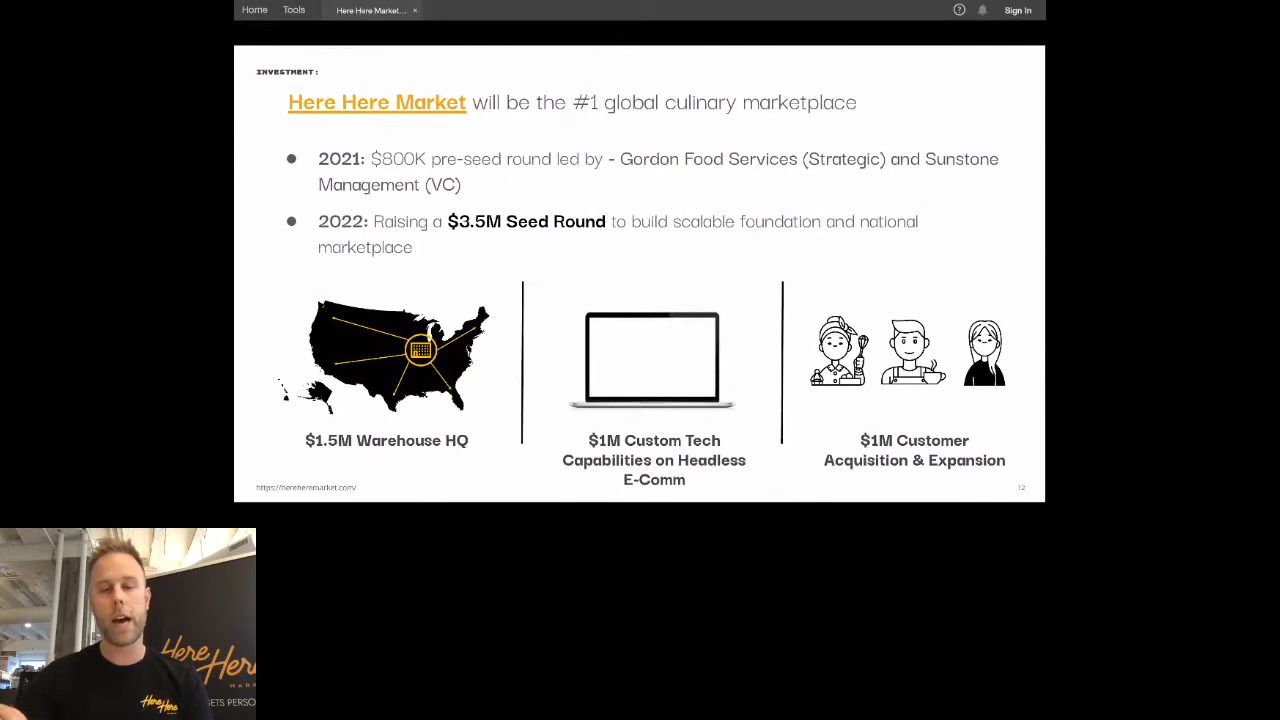 Home Tools Here Here Market... × ? Sign In
INVESTMENT:
Here Here Market will be the #1 global culinary marketplace
● 2021: $800K pre-seed round led by - Gordon Food Services (Strategic) and Sunstone
Management (VC)
● 2022: Raising a $3.5M Seed Round to build scalable foundation and national
marketplace
$1.5M Warehouse HQ
$1M Custom Tech
Capabilities on Headless
E-Comm
$1M Customer
Acquisition & Expansion
https://hereheremarket.com/
12
Here Here
Here Here